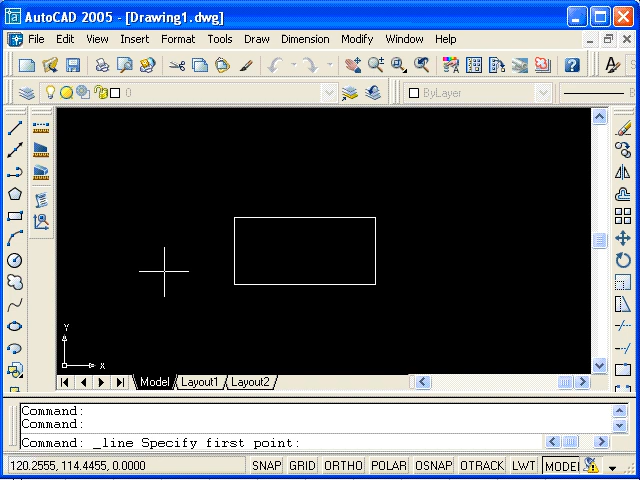 AutoCAD 2005 - [Drawing1.dwg]
File Edit View Insert Format Tools Draw Dimension Modify Window Help
0 ByLayer
Y
X
Model Layout1 Layout2
Command:
Command:
Command: _line Specify first point:
120.2555, 114.4455, 0.0000 SNAP GRID ORTHO POLAR OSNAP OTRACK LWT MODEL